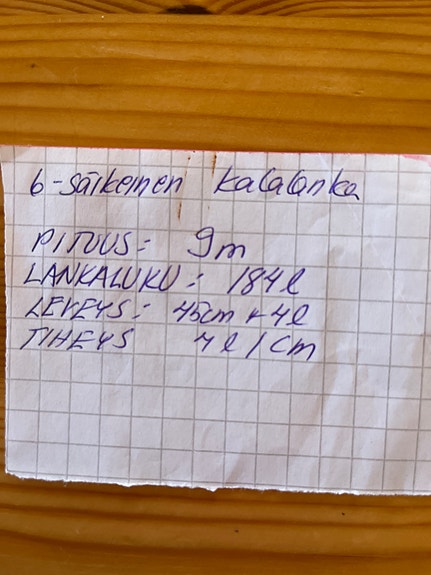 6-säikeinen kalalanka
PITUUS: 9m
LANKALUKU: 184l
LEVEYS: 45cm + 4l
TIHEYS 4l/cm